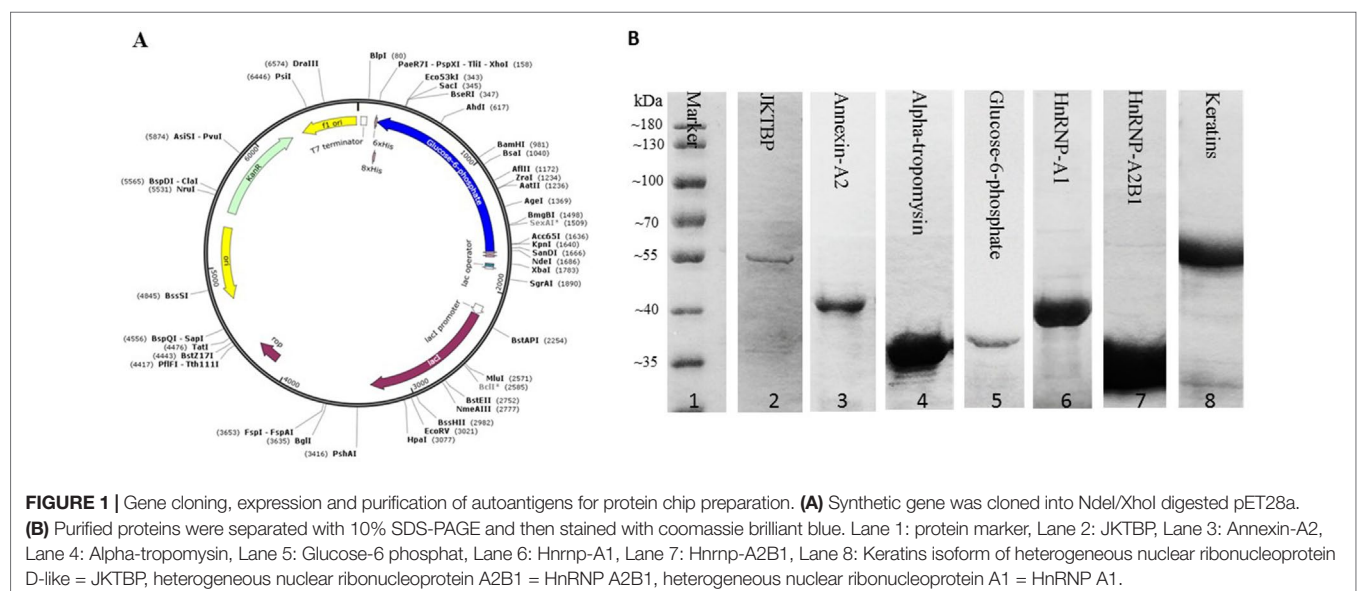 A
BlpI (80)
PaeR7I - PspXI - TliI - XhoI (158)
Eco53kI (343)
SacI (345)
BseRI (347)
AhdI (617)
BamHI (981)
BsaI (1040)
AflII (1172)
ZraI (1234)
AatII (1236)
AgeI (1369)
BmgBI (1498)
SexAI* (1509)
Acc65I (1636)
KpnI (1640)
SanDI (1666)
NdeI (1686)
XbaI (1783)
SgrAI (1890)
BstAPI (2254)
MluI (2571)
BclI* (2585)
BstEII (2752)
NmeAIII (2777)
BssHII (2982)
EcoRV (3021)
HpaI (3077)
(3416) PshAI
(3635) BglI
(3653) FspI - FspAI
(4417) PflFI - Tth111I
(4443) BstZ17I
(4476) TatI
(4556) BspQI - SapI
(4845) BssSI
(5531) NruI
(5565) BspDI - ClaI
(5874) AsiSI - PvuI
(6446) PsiI
(6574) DraIII
f1 ori
T7 terminator
6xHis
8xHis
Glucose-6-phosphate
lac operator
lacI promoter
lacI
rop
ori
KanR
1000
2000
3000
4000
5000
6000
B
kDa
~180
~130
~100
~70
~55
~40
~35
Marker
JKTBP
Annexin-A2
Alpha-tropomysin
Glucose-6-phosphate
HnRNP-A1
HnRNP-A2B1
Keratins
1 2 3 4 5 6 7 8
FIGURE 1 | Gene cloning, expression and purification of autoantigens for protein chip preparation. (A) Synthetic gene was cloned into NdeI/XhoI digested pET28a.
(B) Purified proteins were separated with 10% SDS-PAGE and then stained with coomassie brilliant blue. Lane 1: protein marker, Lane 2: JKTBP, Lane 3: Annexin-A2,
Lane 4: Alpha-tropomysin, Lane 5: Glucose-6 phosphat, Lane 6: Hnrnp-A1, Lane 7: Hnrrnp-A2B1, Lane 8: Keratins isoform of heterogeneous nuclear ribonucleoprotein
D-like = JKTBP, heterogeneous nuclear ribonucleoprotein A2B1 = HnRNP A2B1, heterogeneous nuclear ribonucleoprotein A1 = HnRNP A1.